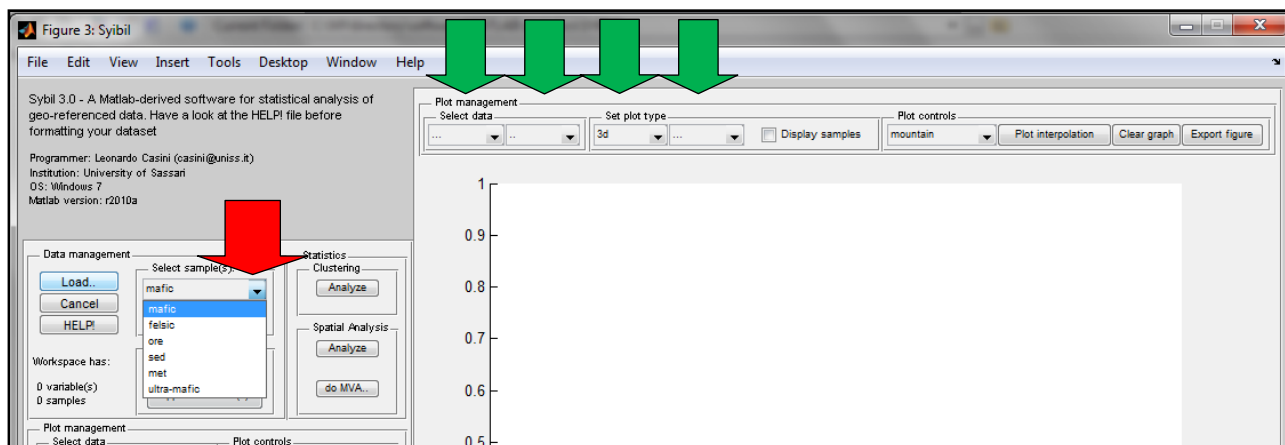 Figure 3: Syibil
File Edit View Insert Tools Desktop Window Help
Sybil 3.0 - A Matlab-derived software for statistical analysis of
geo-referenced data. Have a look at the HELP! file before
formatting your dataset
Programmer: Leonardo Casini (casini@uniss.it)
Institution: University of Sassari
OS: Windows 7
Matlab version: r2010a
Data management
Load..
Cancel
HELP!
Workspace has:
0 variable(s)
0 samples
Select sample(s):
mafic
mafic
felsic
ore
sed
met
ultra-mafic
Statistics
Clustering
Analyze
Spatial Analysis
Analyze
do MVA..
Plot management
Select data
Plot controls
Plot management
Select data
...
..
Set plot type
3d
...
Display samples
Plot controls
mountain
Plot interpolation
Clear graph
Export figure
1
0.9
0.8
0.7
0.6
0.5